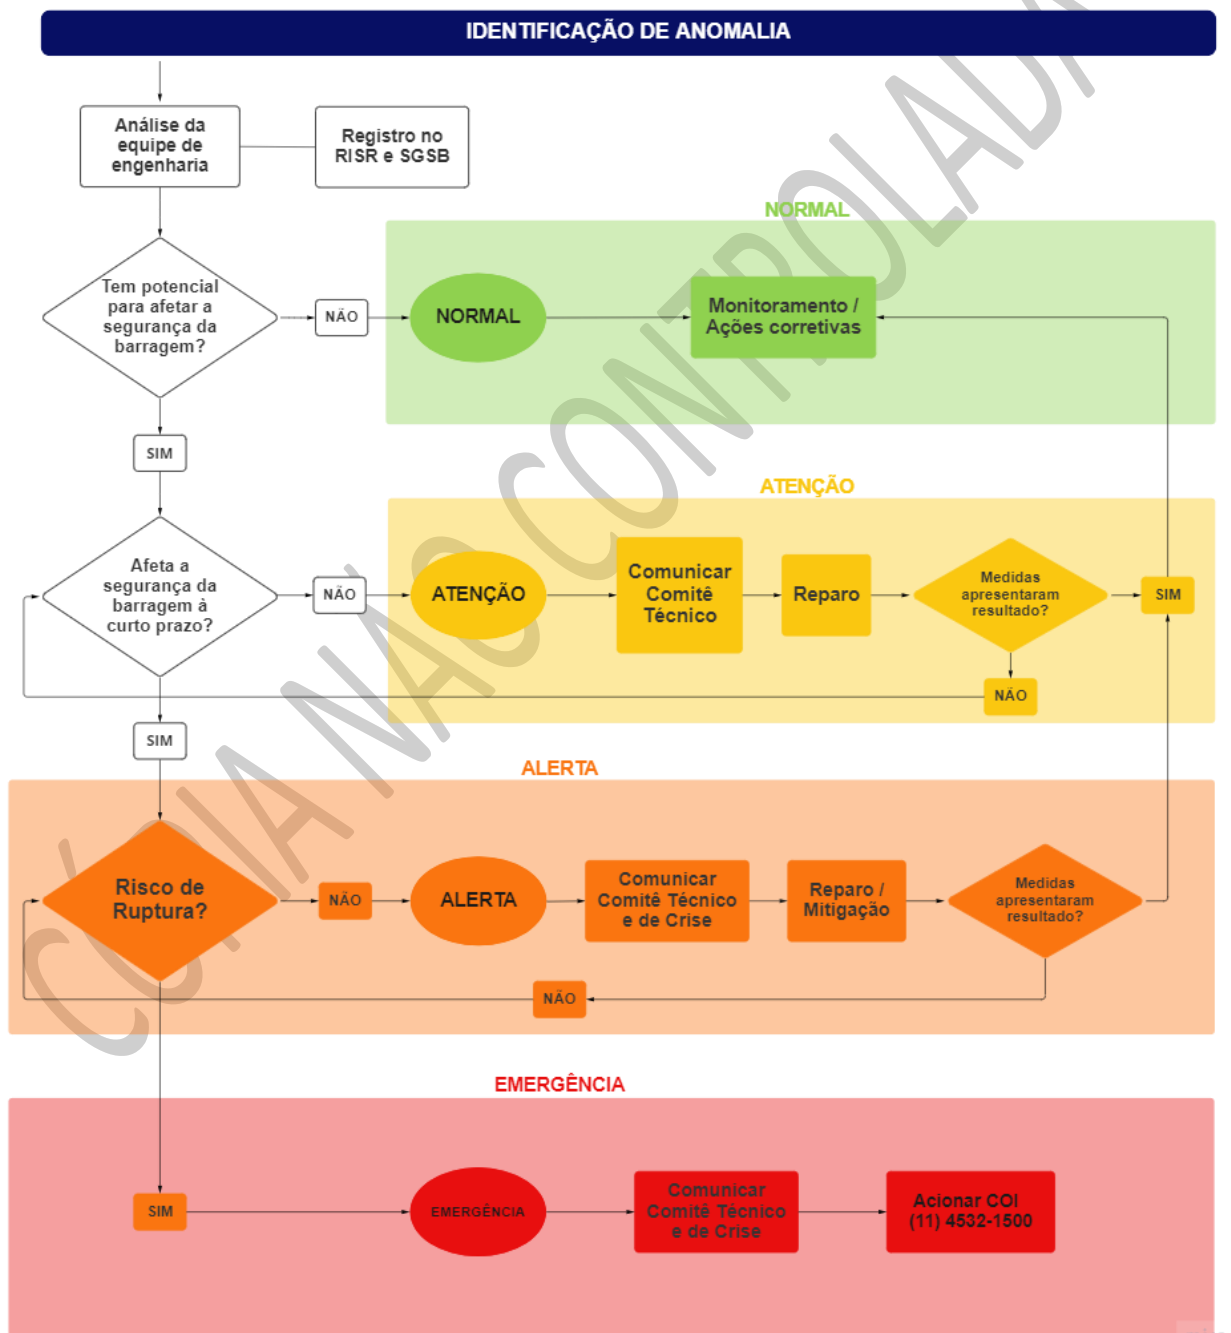 IDENTIFICAÇÃO DE ANOMALIA
Análise da
equipe de
engenharia
Registro no
RISR e SGSB
NORMAL
Tem potencial
para afetar a
segurança da
barragem?
NÃO
NORMAL
Monitoramento /
Ações corretivas
SIM
ATENÇÃO
Afeta a
segurança da
barragem à
curto prazo?
NÃO
ATENÇÃO
Comunicar
Comitê
Técnico
Reparo
Medidas
apresentaram
resultado?
SIM
NÃO
SIM
ALERTA
Risco de
Ruptura?
NÃO
ALERTA
Comunicar
Comitê Técnico
e de Crise
Reparo /
Mitigação
Medidas
apresentaram
resultado?
NÃO
EMERGÊNCIA
SIM
EMERGÊNCIA
Comunicar
Comitê Técnico
e de Crise
Acionar COI
(11) 4532-1500
CÓPIA NÃO CONTROLADA